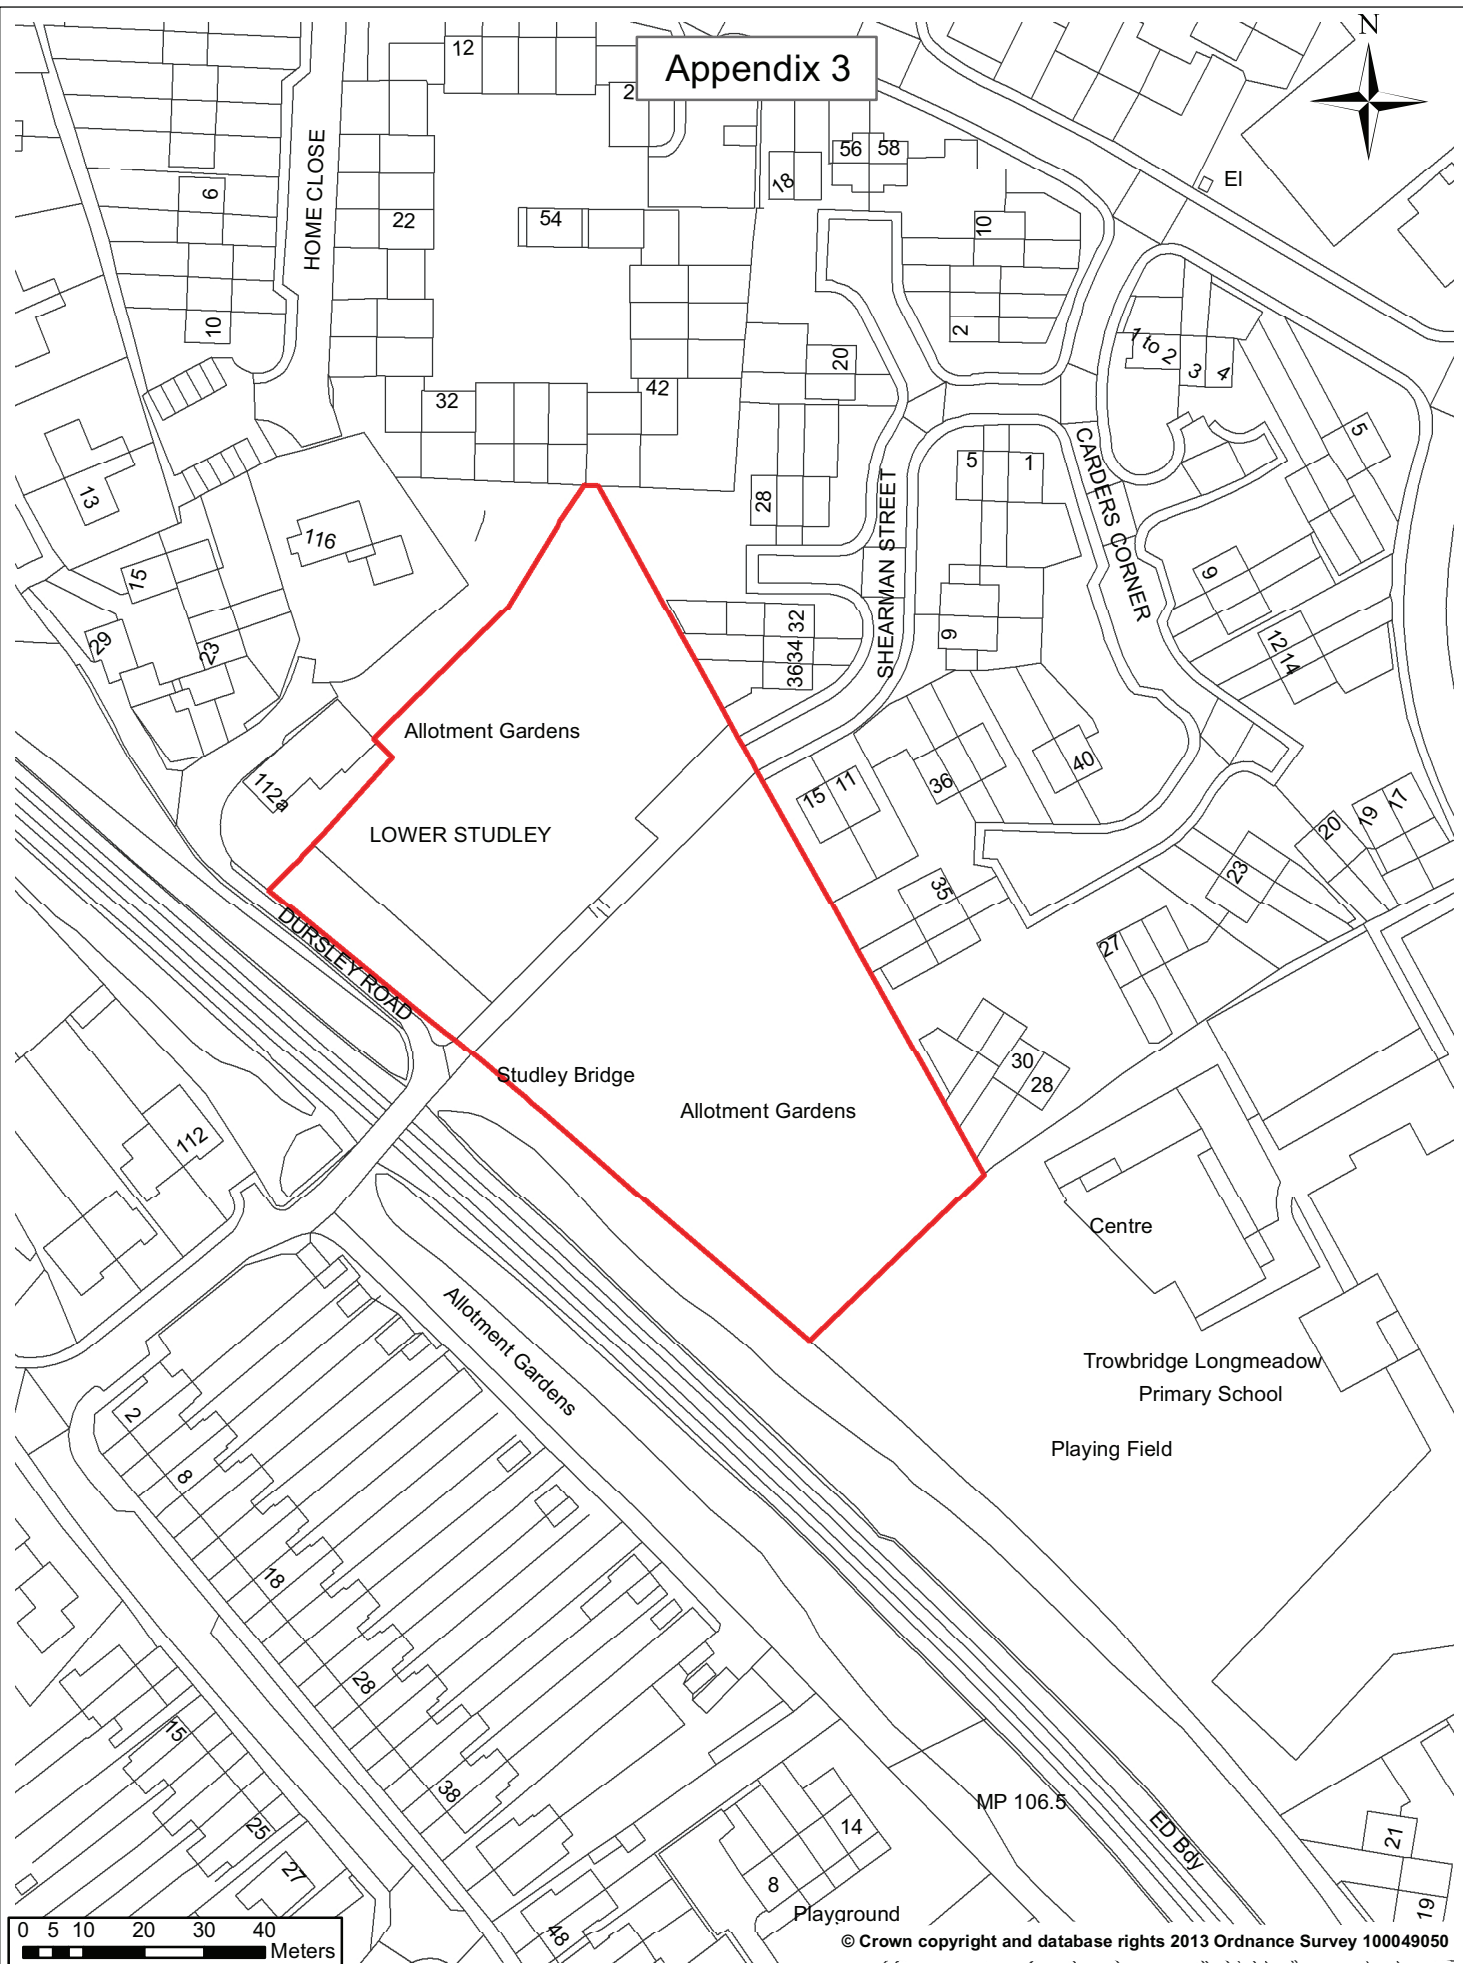 Appendix 3
N
12
2
HOME CLOSE
6
22
54
18
56
58
10
El
10
2
20
1 to 2
3
4
32
42
5
13
116
28
5
1
SHEARMAN STREET
CARDERS CORNER
15
9
29
23
32
34
36
9
12
14
Allotment Gardens
112a
LOWER STUDLEY
15
11
36
40
20
19
17
35
23
DURSLEY ROAD
27
Studley Bridge
30
28
Allotment Gardens
112
Centre
Allotment Gardens
Trowbridge Longmeadow
Primary School
2
Playing Field
8
18
28
15
38
25
MP 106.5
ED Bdy
14
21
27
8
19
48
Playground
0 5 10 20 30 40
Meters
© Crown copyright and database rights 2013 Ordnance Survey 100049050